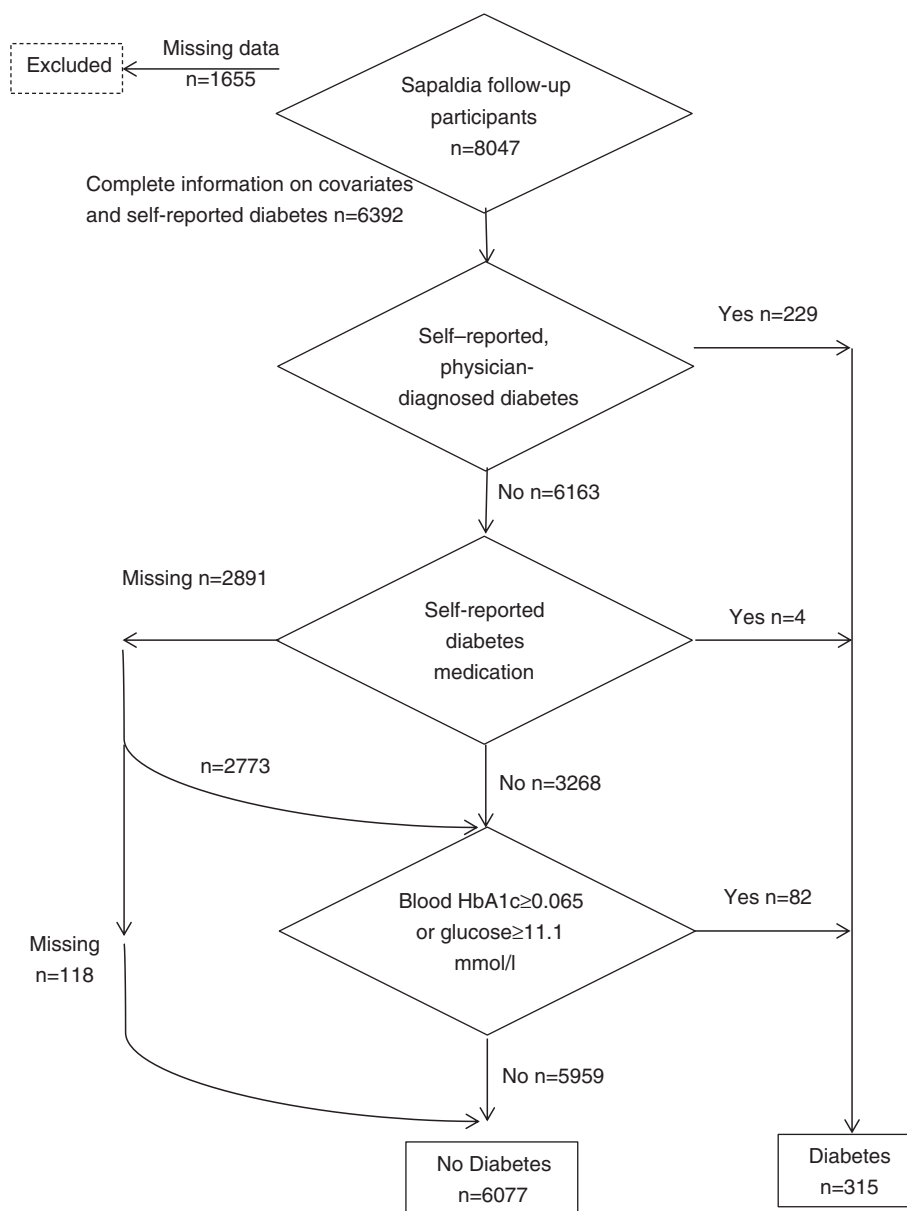 Missing data
n=1655
Excluded
Sapaldia follow-up
participants
n=8047
Complete information on covariates
and self-reported diabetes n=6392
Self–reported,
physician-
diagnosed diabetes
Yes n=229
No n=6163
Missing n=2891
Self-reported
diabetes
medication
Yes n=4
n=2773
No n=3268
Blood HbA1c≥0.065
or glucose≥11.1
mmol/l
Yes n=82
Missing
n=118
No n=5959
No Diabetes
n=6077
Diabetes
n=315